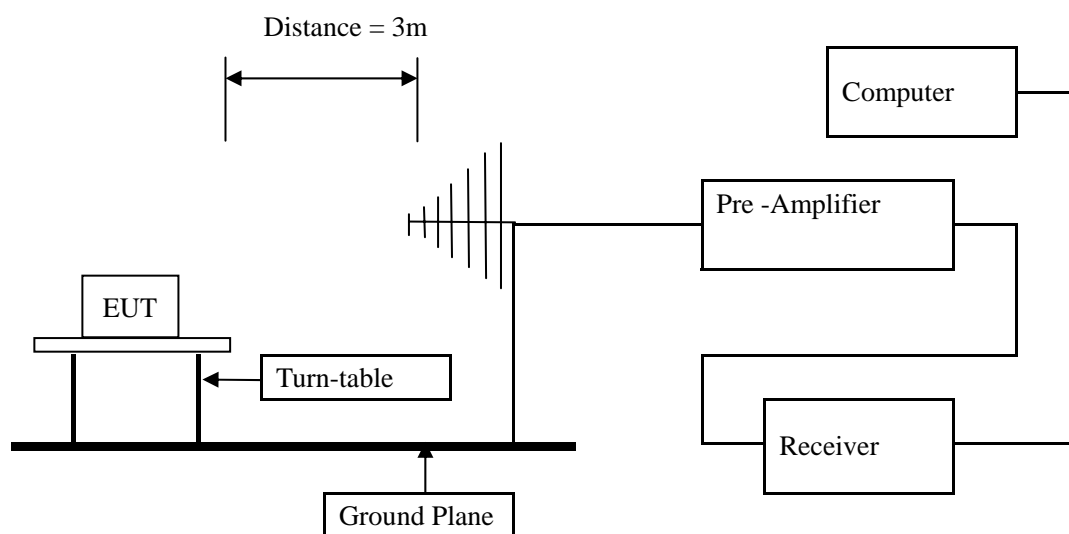 Distance = 3m
Computer
Pre -Amplifier
EUT
Turn-table
Receiver
Ground Plane